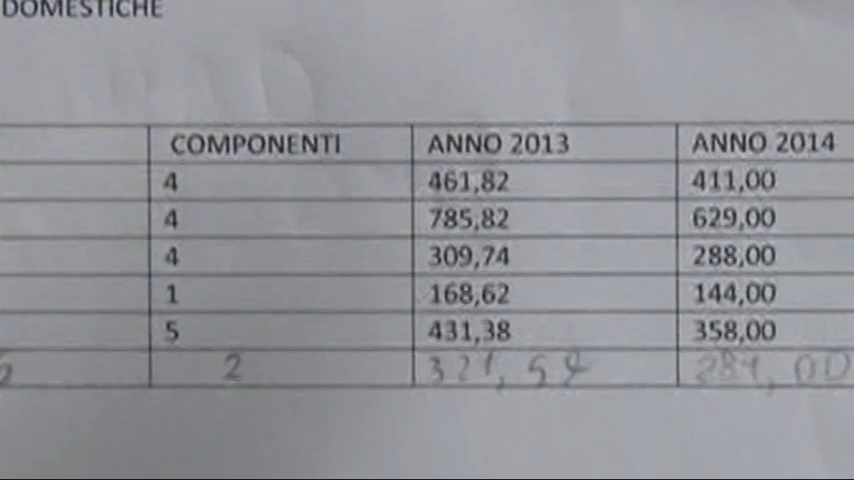 DOMESTICHE
COMPONENTI ANNO 2013 ANNO 2014
4 461,82 411,00
4 785,82 629,00
4 309,74 288,00
1 168,62 144,00
5 431,38 358,00
2